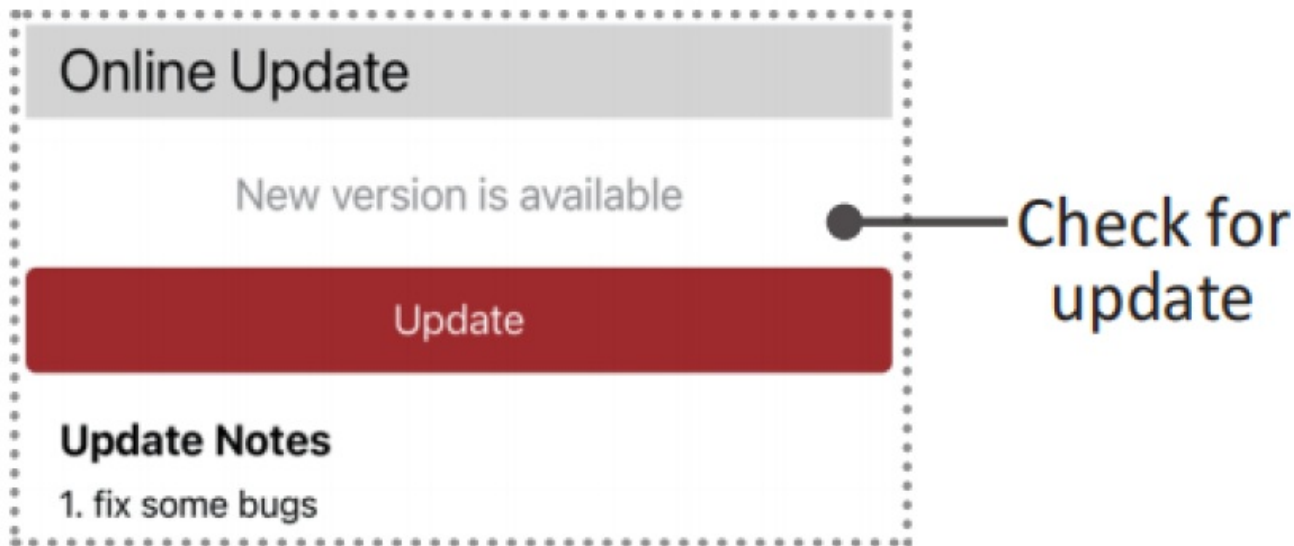 Online Update
New version is available
Update
Update Notes
1. fix some bugs
Check for
update